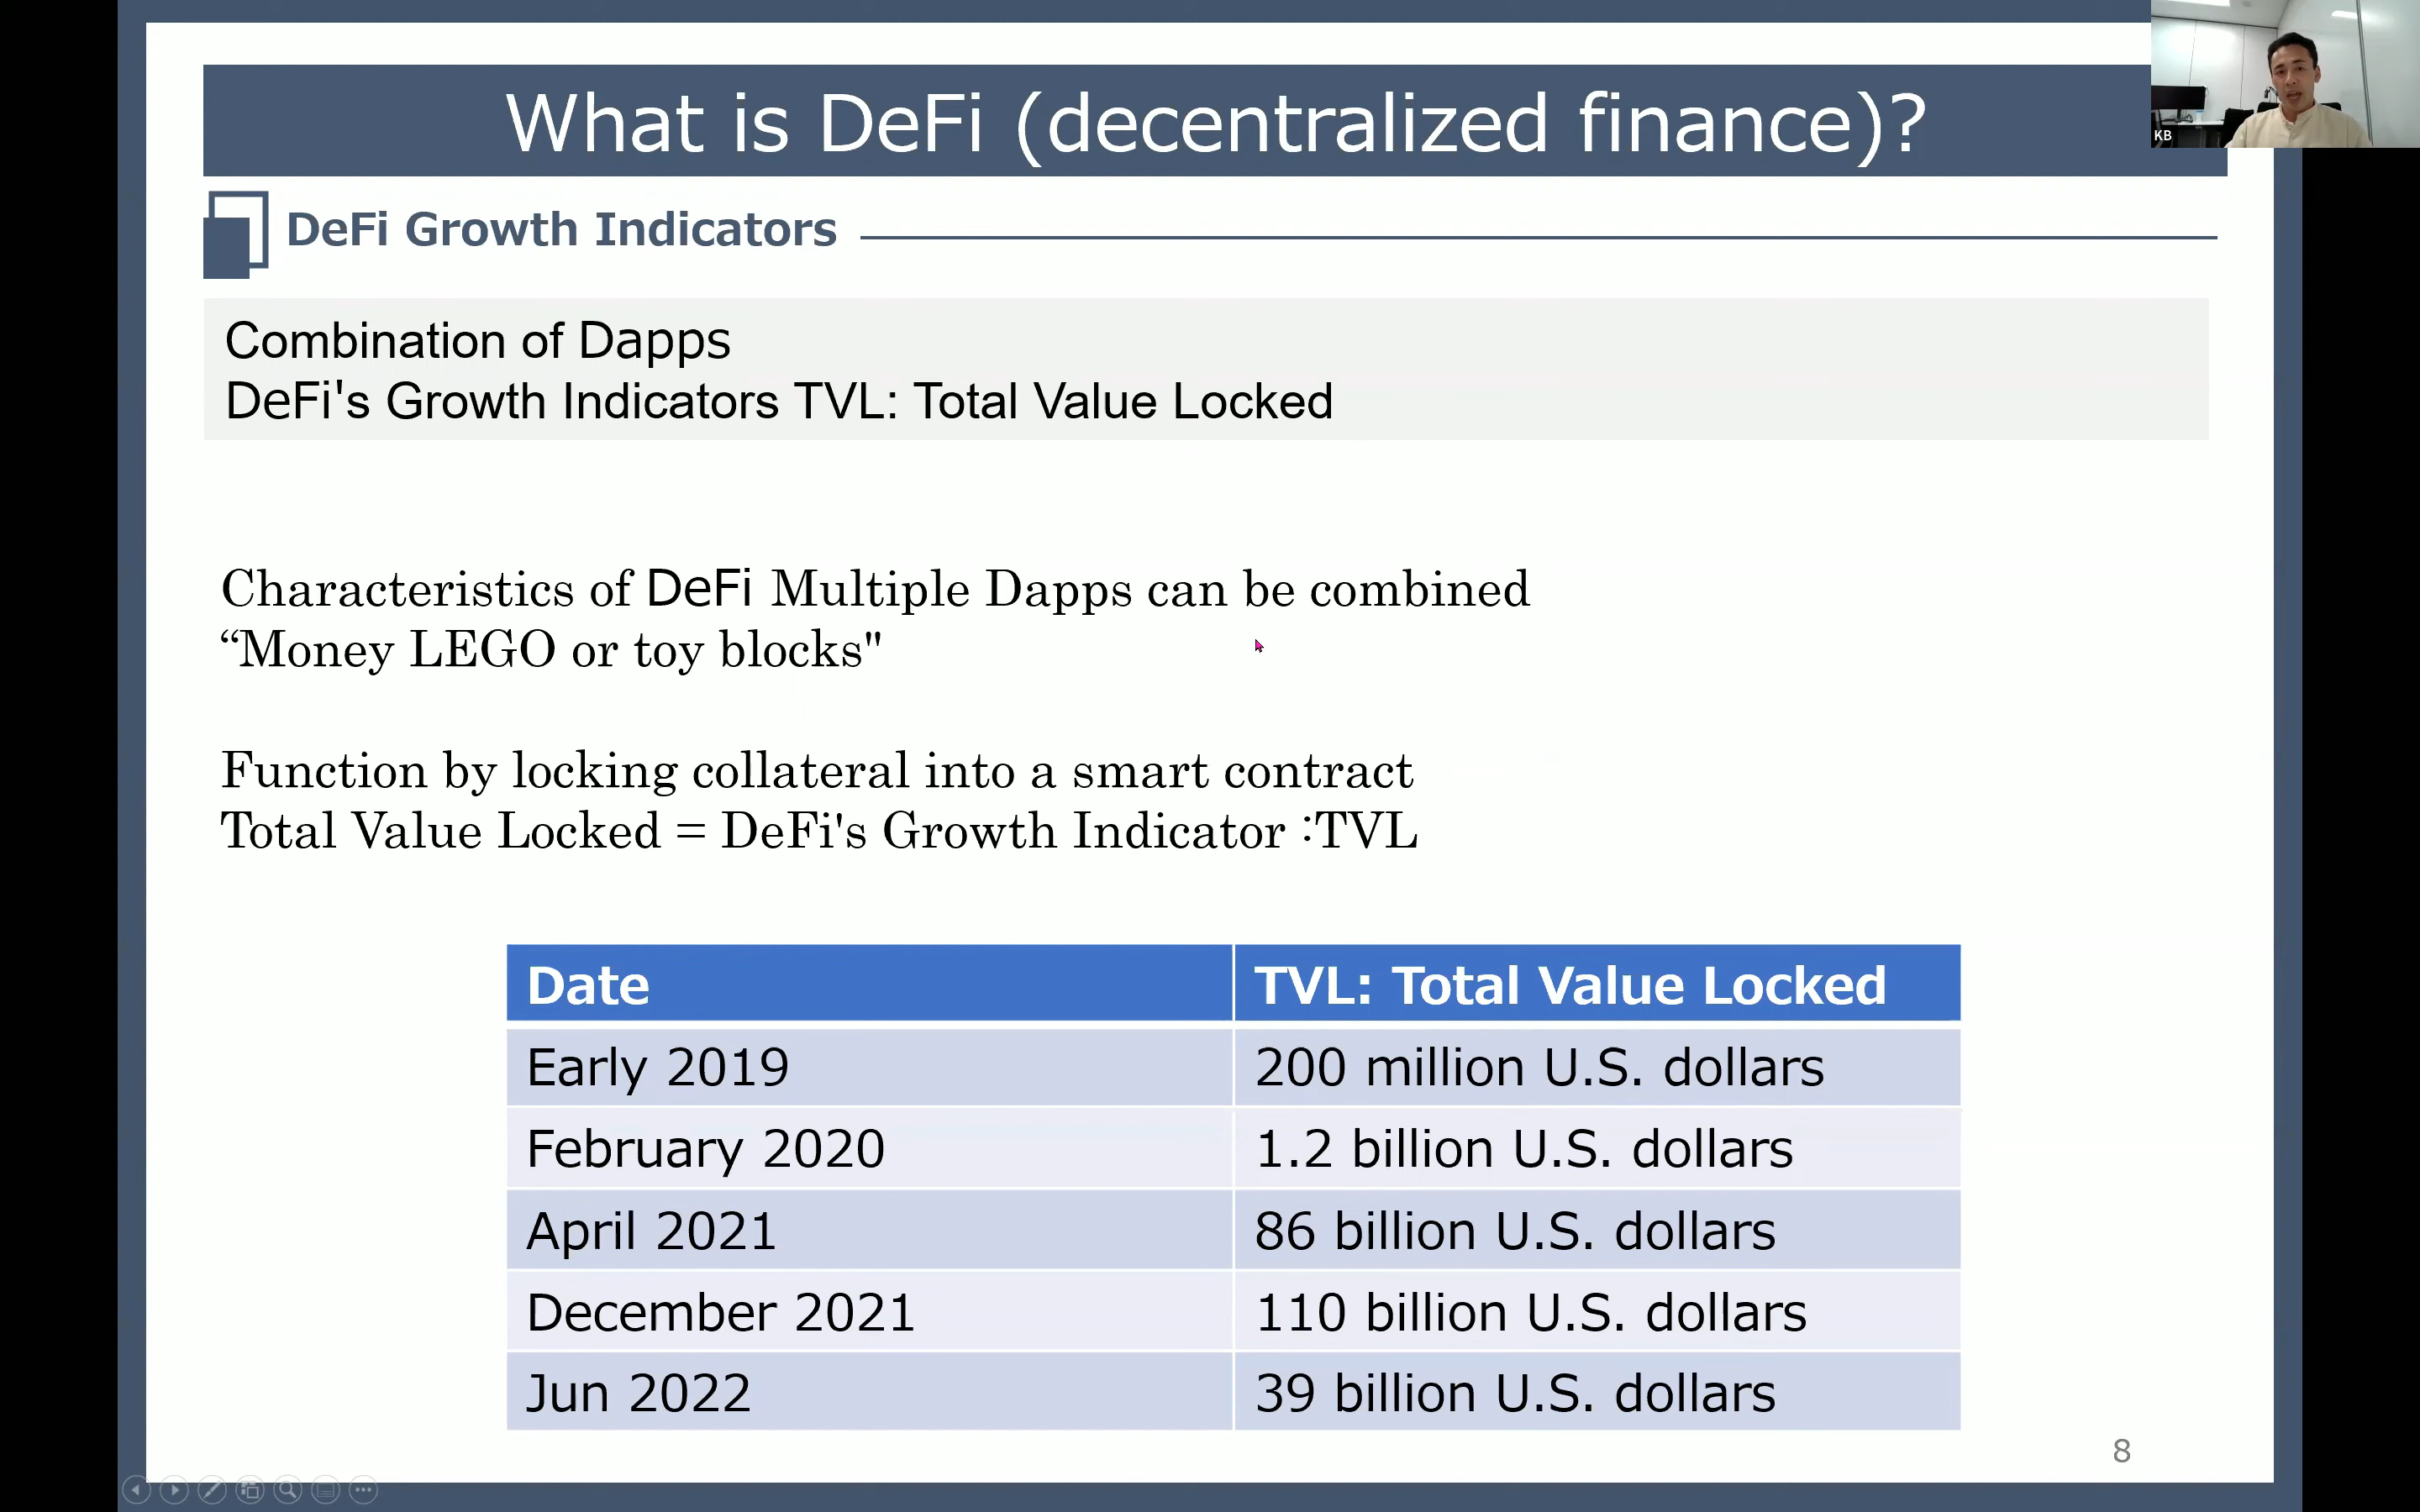 What is DeFi (decentralized finance)?
KB
DeFi Growth Indicators
Combination of Dapps
DeFi's Growth Indicators TVL: Total Value Locked
Characteristics of DeFi Multiple Dapps can be combined
“Money LEGO or toy blocks"
Function by locking collateral into a smart contract
Total Value Locked = DeFi's Growth Indicator :TVL
Date TVL: Total Value Locked
Early 2019 200 million U.S. dollars
February 2020 1.2 billion U.S. dollars
April 2021 86 billion U.S. dollars
December 2021 110 billion U.S. dollars
Jun 2022 39 billion U.S. dollars
8